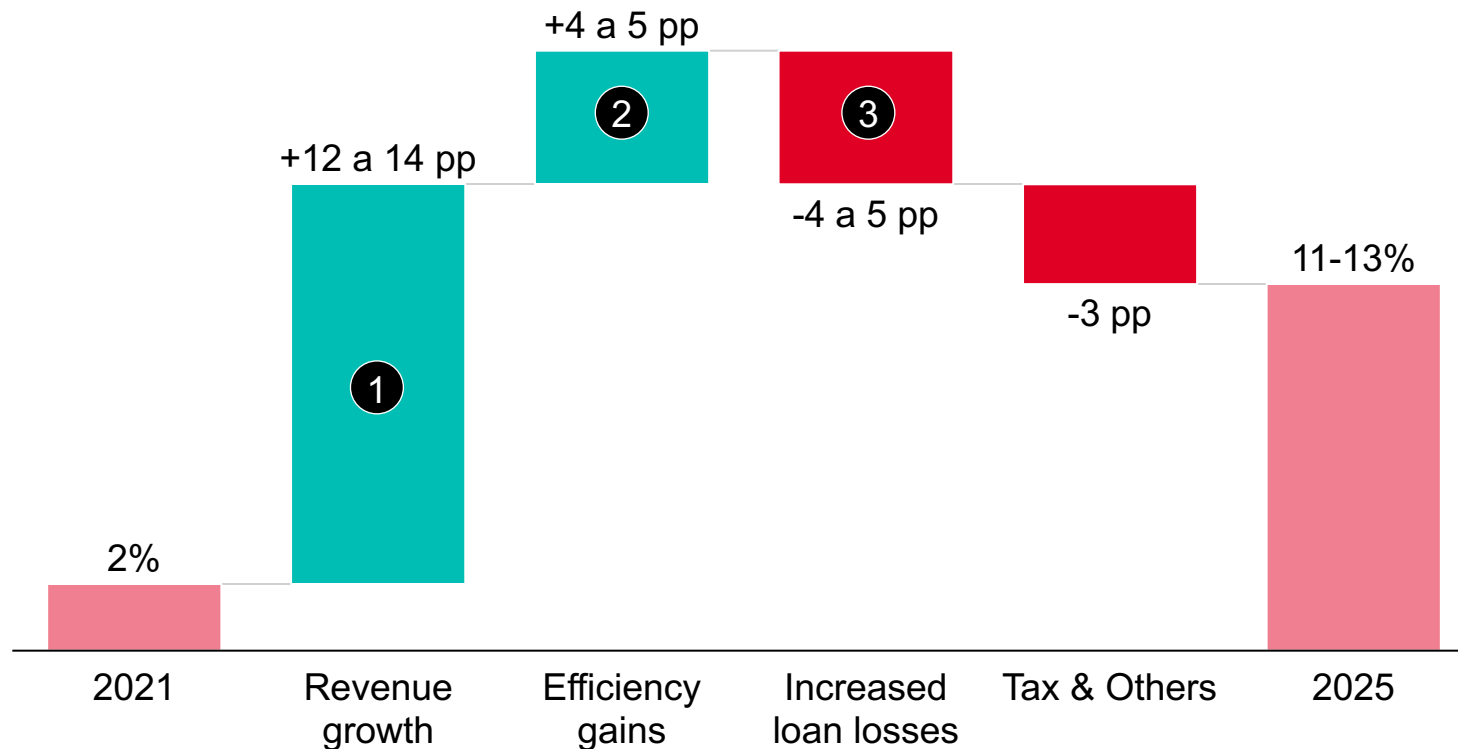 +4 a 5 pp
2
3
+12 a 14 pp
-4 a 5 pp
11-13%
-3 pp
1
2%
2021
Revenue
growth
Efficiency
gains
Increased
loan losses
Tax & Others
2025